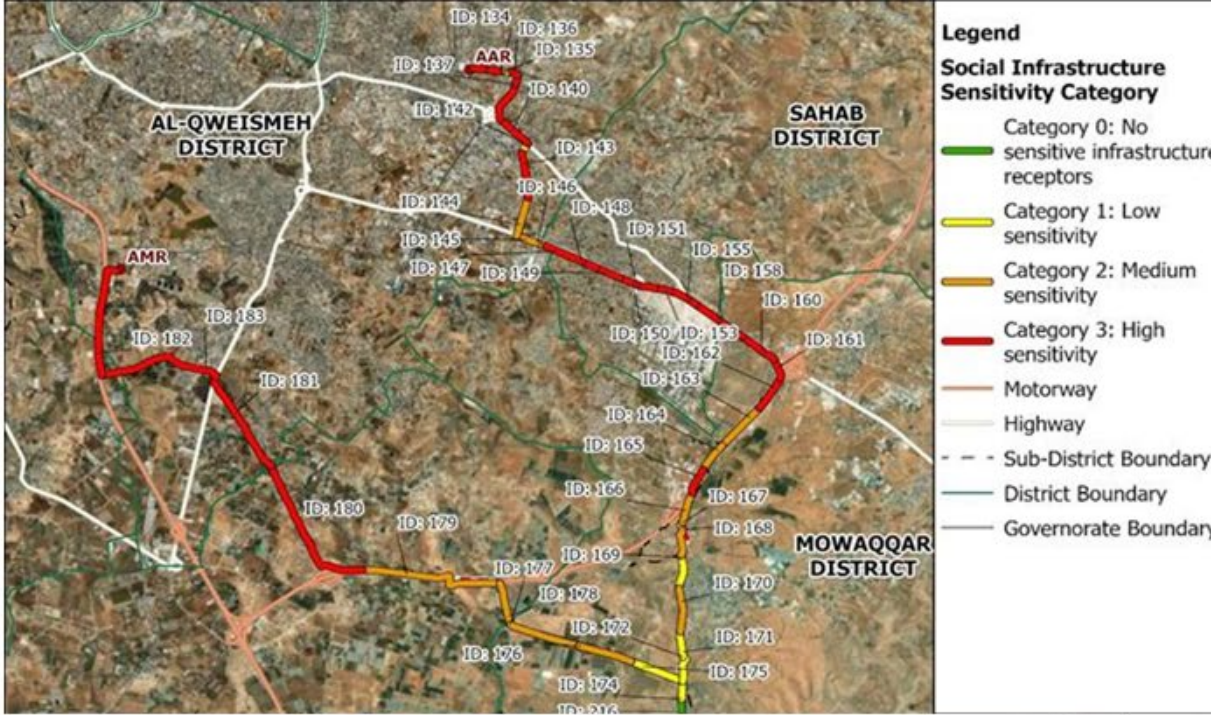 ID: 134
ID: 136
ID: 135
AAR
ID: 137
ID: 140
ID: 142
SAHAB
DISTRICT
AL-QWEISMEH
DISTRICT
ID: 143
ID: 146
ID: 144
ID: 148
ID: 151
ID: 145
ID: 155
AMR
ID: 147
ID: 149
ID: 158
ID: 160
ID: 183
ID: 182
ID: 150
ID: 153
ID: 161
ID: 162
ID: 181
ID: 163
ID: 164
ID: 165
ID: 166
ID: 167
ID: 180
ID: 168
ID: 179
MOWAQQAR
DISTRICT
ID: 169
ID: 177
ID: 170
ID: 178
ID: 172
ID: 171
ID: 176
ID: 175
ID: 174
ID: 216
Legend
Social Infrastructure
Sensitivity Category
Category 0: No
sensitive infrastructure
receptors
Category 1: Low
sensitivity
Category 2: Medium
sensitivity
Category 3: High
sensitivity
Motorway
Highway
Sub-District Boundary
District Boundary
Governorate Boundary